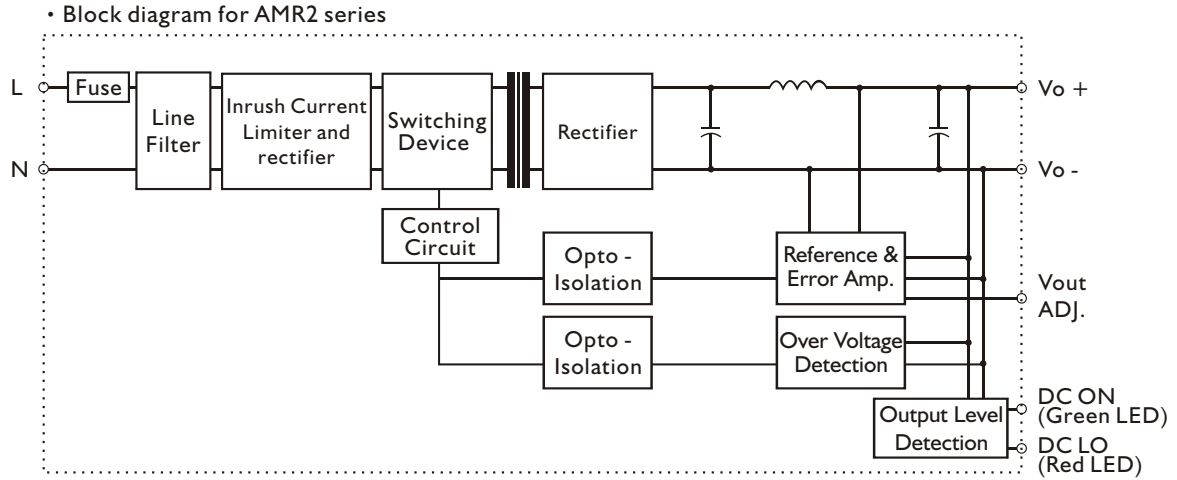 ・Block diagram for AMR2 series
L
Fuse
Line
Filter
Inrush Current
Limiter and
rectifier
Switching
Device
Rectifier
Vo +
N
Vo -
Control
Circuit
Opto -
Isolation
Reference &
Error Amp.
Vout
ADJ.
Opto -
Isolation
Over Voltage
Detection
Output Level
Detection
DC ON
(Green LED)
DC LO
(Red LED)